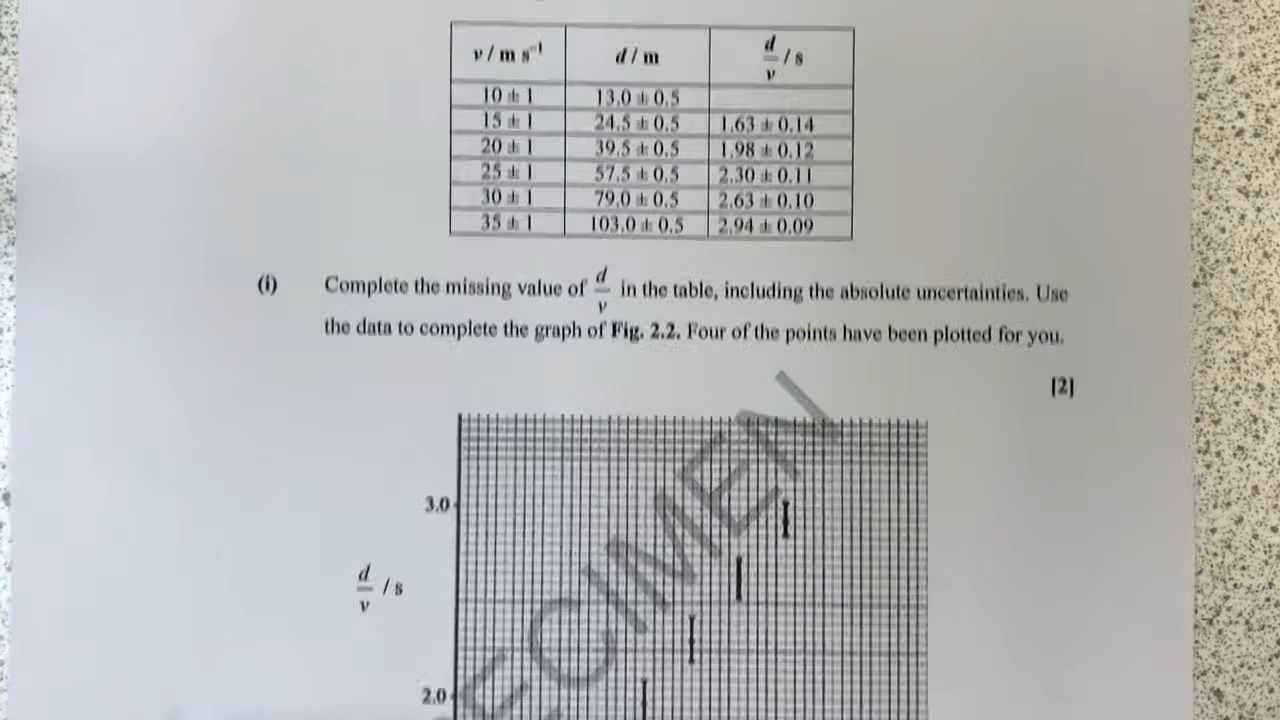 v / m s⁻¹ d / m d/v / s
10 ± 1 13.0 ± 0.5
15 ± 1 24.5 ± 0.5 1.63 ± 0.14
20 ± 1 39.5 ± 0.5 1.98 ± 0.12
25 ± 1 57.5 ± 0.5 2.30 ± 0.11
30 ± 1 79.0 ± 0.5 2.63 ± 0.10
35 ± 1 103.0 ± 0.5 2.94 ± 0.09
(i) Complete the missing value of d/v in the table, including the absolute uncertainties. Use
the data to complete the graph of Fig. 2.2. Four of the points have been plotted for you.
[2]
3.0
d/v / s
2.0
ECIMEN